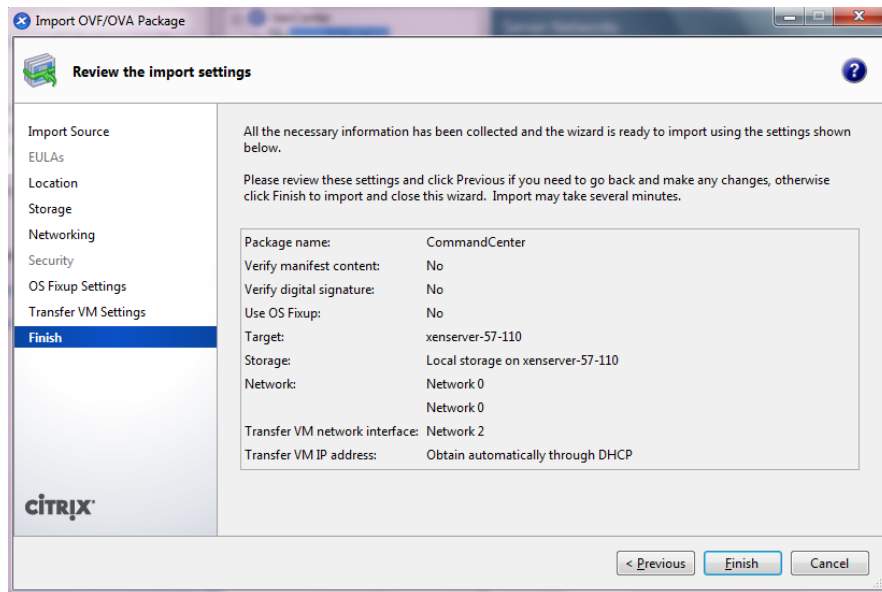 Import OVF/OVA Package
Review the import settings
Import Source
EULAs
Location
Storage
Networking
Security
OS Fixup Settings
Transfer VM Settings
Finish
CİTRIX
All the necessary information has been collected and the wizard is ready to import using the settings shown
below.
Please review these settings and click Previous if you need to go back and make any changes, otherwise
click Finish to import and close this wizard. Import may take several minutes.
Package name: CommandCenter
Verify manifest content: No
Verify digital signature: No
Use OS Fixup: No
Target: xenserver-57-110
Storage: Local storage on xenserver-57-110
Network: Network 0
Network 0
Transfer VM network interface: Network 2
Transfer VM IP address: Obtain automatically through DHCP
< Previous Finish Cancel